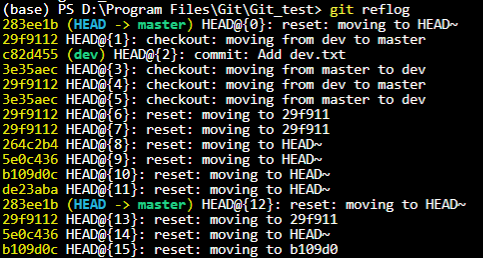 (base) PS D:\Program Files\Git\Git_test> git reflog
283ee1b (HEAD -> master) HEAD@{0}: reset: moving to HEAD~
29f9112 HEAD@{1}: checkout: moving from dev to master
c82d455 (dev) HEAD@{2}: commit: Add dev.txt
3e35aec HEAD@{3}: checkout: moving from master to dev
29f9112 HEAD@{4}: checkout: moving from dev to master
3e35aec HEAD@{5}: checkout: moving from master to dev
29f9112 HEAD@{6}: reset: moving to 29f911
29f9112 HEAD@{7}: reset: moving to 29f911
264c2b4 HEAD@{8}: reset: moving to HEAD~
5e0c436 HEAD@{9}: reset: moving to HEAD~
b109d0c HEAD@{10}: reset: moving to HEAD~
de23aba HEAD@{11}: reset: moving to HEAD~
283ee1b (HEAD -> master) HEAD@{12}: reset: moving to HEAD~
29f9112 HEAD@{13}: reset: moving to 29f911
5e0c436 HEAD@{14}: reset: moving to HEAD~
b109d0c HEAD@{15}: reset: moving to b109d0